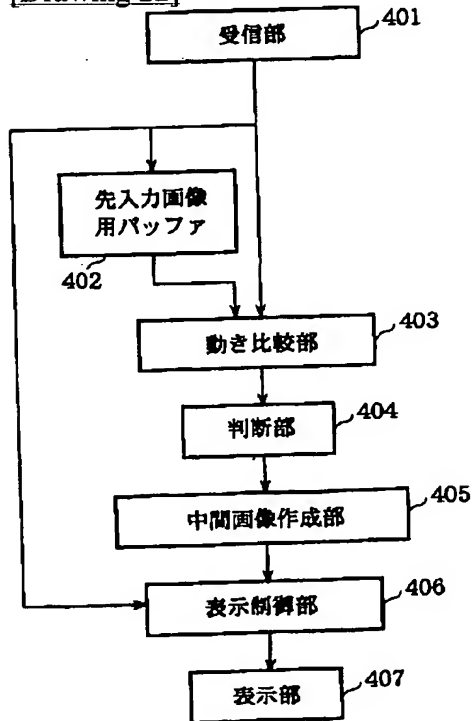 受信部
401
先入力画像
用バッファ
402
動き比較部
403
判断部
404
中間画像作成部
405
表示制御部
406
表示部
407